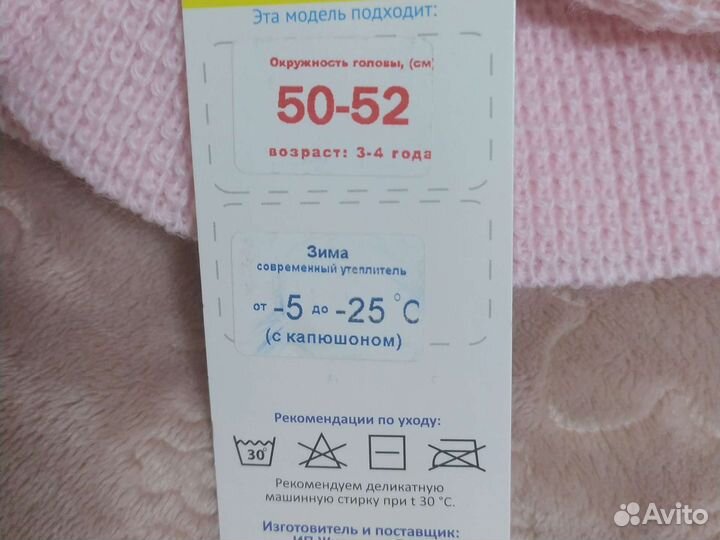 Эта модель подходит:
Окружность головы, (см
50-52
возраст: 3-4 года
Зима
современный утеплитель
от -5 до -25 °C
(с капюшоном)
Рекомендации по уходу:
30°
Рекомендуем деликатную
машинную стирку при t 30 °C.
Изготовитель и поставщик:
Avito